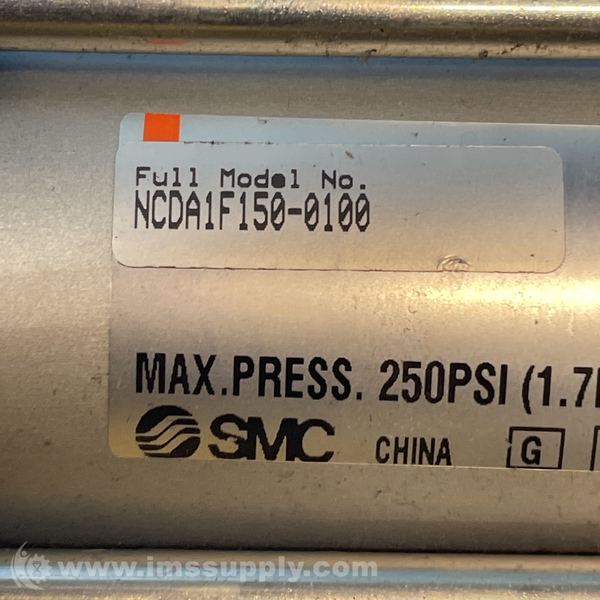 Full Model No.
NCDA1F150-0100
MAX.PRESS. 250PSI (1.7
SMC CHINA G
www.imssupply.com